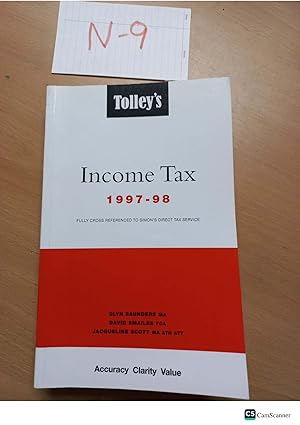 N-9
Tolley's
Income Tax
1997-98
FULLY CROSS REFERENCED TO SIMON'S DIRECT TAX SERVICE
GLYN SAUNDERS MA
DAVID SMAILES FCA
JACQUELINE SCOTT MA ATII ATT
Accuracy Clarity Value
CS CamScanner